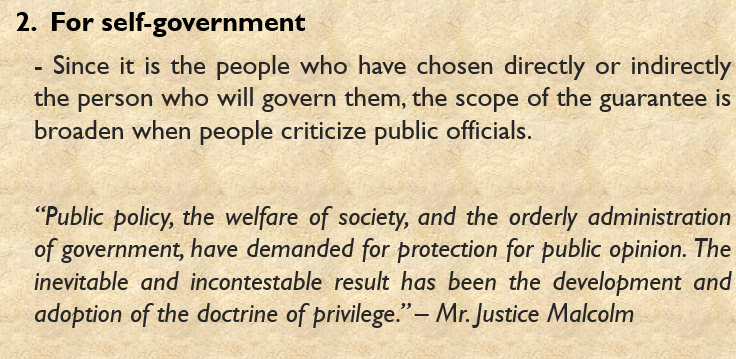 2. For self-government
- Since it is the people who have chosen directly or indirectly
the person who will govern them, the scope of the guarantee is
broaden when people criticize public officials.
“Public policy, the welfare of society, and the orderly administration
of government, have demanded for protection for public opinion. The
inevitable and incontestable result has been the development and
adoption of the doctrine of privilege.” – Mr. Justice Malcolm